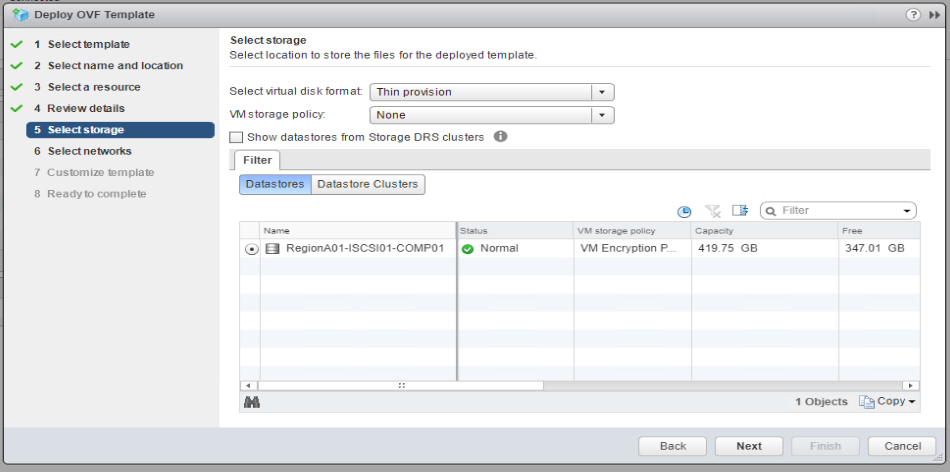 Deploy OVF Template
1 Select template
2 Select name and location
3 Select a resource
4 Review details
5 Select storage
6 Select networks
7 Customize template
8 Ready to complete
Select storage
Select location to store the files for the deployed template.
Select virtual disk format: Thin provision
VM storage policy: None
Show datastores from Storage DRS clusters
Filter
Datastores Datastore Clusters
Filter
Name Status VM storage policy Capacity Free
RegionA01-ISCSI01-COMP01 Normal VM Encryption P... 419.75 GB 347.01 GB
1 Objects Copy
Back Next Finish Cancel